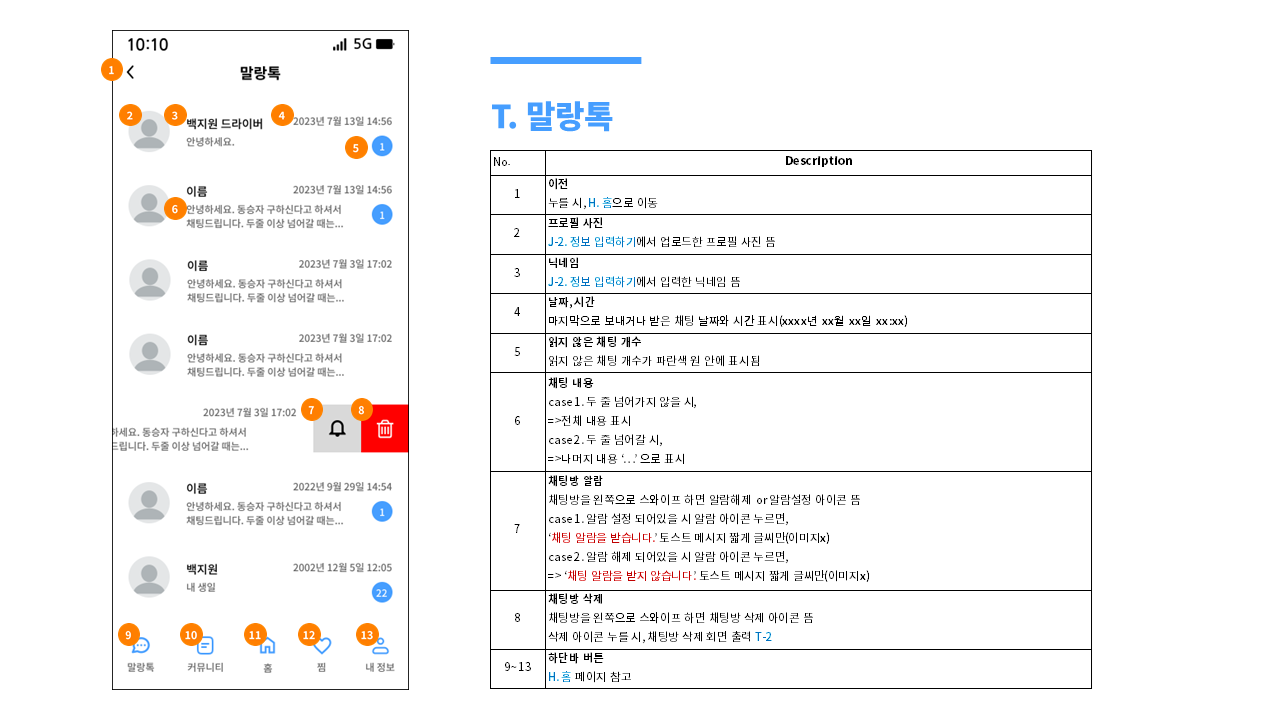 10:10
5G
1
말랑톡
2
3
4
백지원 드라이버
2023년 7월 13일 14:56
안녕하세요.
5
1
이름
2023년 7월 13일 14:56
6
안녕하세요. 동승자 구하신다고 하셔서
채팅드립니다. 두줄 이상 넘어갈 때는...
1
이름
2023년 7월 3일 17:02
안녕하세요. 동승자 구하신다고 하셔서
채팅드립니다. 두줄 이상 넘어갈 때는...
이름
2023년 7월 3일 17:02
안녕하세요. 동승자 구하신다고 하셔서
채팅드립니다. 두줄 이상 넘어갈 때는...
7
8
2023년 7월 3일 17:02
하세요. 동승자 구하신다고 하셔서
드립니다. 두줄 이상 넘어갈 때는...
이름
2022년 9월 29일 14:54
안녕하세요. 동승자 구하신다고 하셔서
채팅드립니다. 두줄 이상 넘어갈 때는...
1
백지원
2002년 12월 5일 12:05
내 생일
22
9
10
11
12
13
말랑톡
커뮤니티
홈
찜
내 정보
T. 말랑톡
No.
Description
1
이전
누를 시, H. 홈으로 이동
2
프로필 사진
J-2. 정보 입력하기에서 업로드한 프로필 사진 뜸
3
닉네임
J-2. 정보 입력하기에서 입력한 닉네임 뜸
4
날짜,시간
마지막으로 보내거나 받은 채팅 날짜와 시간 표시(xxxx년 xx월 xx일 xx:xx)
5
읽지 않은 채팅 개수
읽지 않은 채팅 개수가 파란색 원 안에 표시됨
6
채팅 내용
case1. 두 줄 넘어가지 않을 시,
=>전체 내용 표시
case2. 두 줄 넘어갈 시,
=>나머지 내용 ‘…’ 으로 표시
7
채팅방 알람
채팅방을 왼쪽으로 스와이프 하면 알람해제 or 알람설정 아이콘 뜸
case1. 알람 설정 되어있을 시 알람 아이콘 누르면,
‘채팅 알람을 받습니다.’ 토스트 메시지 짧게 글씨만(이미지x)
case2. 알람 해제 되어있을 시 알람 아이콘 누르면,
=> ‘채팅 알람을 받지 않습니다.’ 토스트 메시지 짧게 글씨만(이미지x)
8
채팅방 삭제
채팅방을 왼쪽으로 스와이프 하면 채팅방 삭제 아이콘 뜸
삭제 아이콘 누를 시, 채팅방 삭제 회면 출력 T-2
9~13
하단바 버튼
H. 홈 페이지 참고